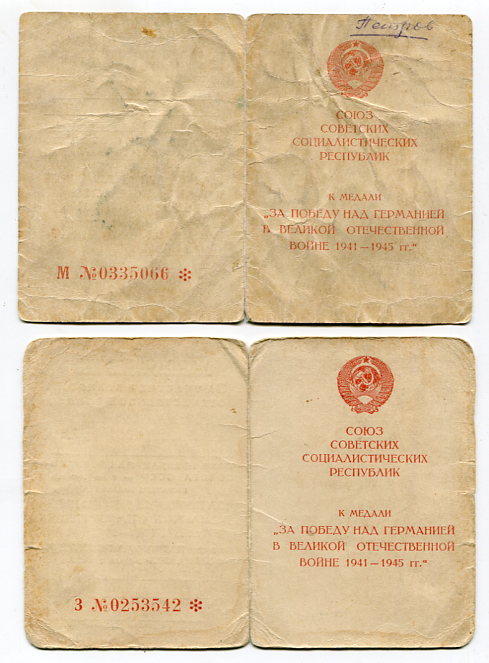 Петров
СОЮЗ
СОВЕТСКИХ
СОЦИАЛИСТИЧЕСКИХ
РЕСПУБЛИК
К МЕДАЛИ
„ЗА ПОБЕДУ НАД ГЕРМАНИЕЙ
В ВЕЛИКОЙ ОТЕЧЕСТВЕННОЙ
ВОЙНЕ 1941—1945 гг.“
М №0335066 *
СОЮЗ
СОВЕТСКИХ
СОЦИАЛИСТИЧЕСКИХ
РЕСПУБЛИК
К МЕДАЛИ
„ЗА ПОБЕДУ НАД ГЕРМАНИЕЙ
В ВЕЛИКОЙ ОТЕЧЕСТВЕННОЙ
ВОЙНЕ 1941—1945 гг.“
З №0253542 *